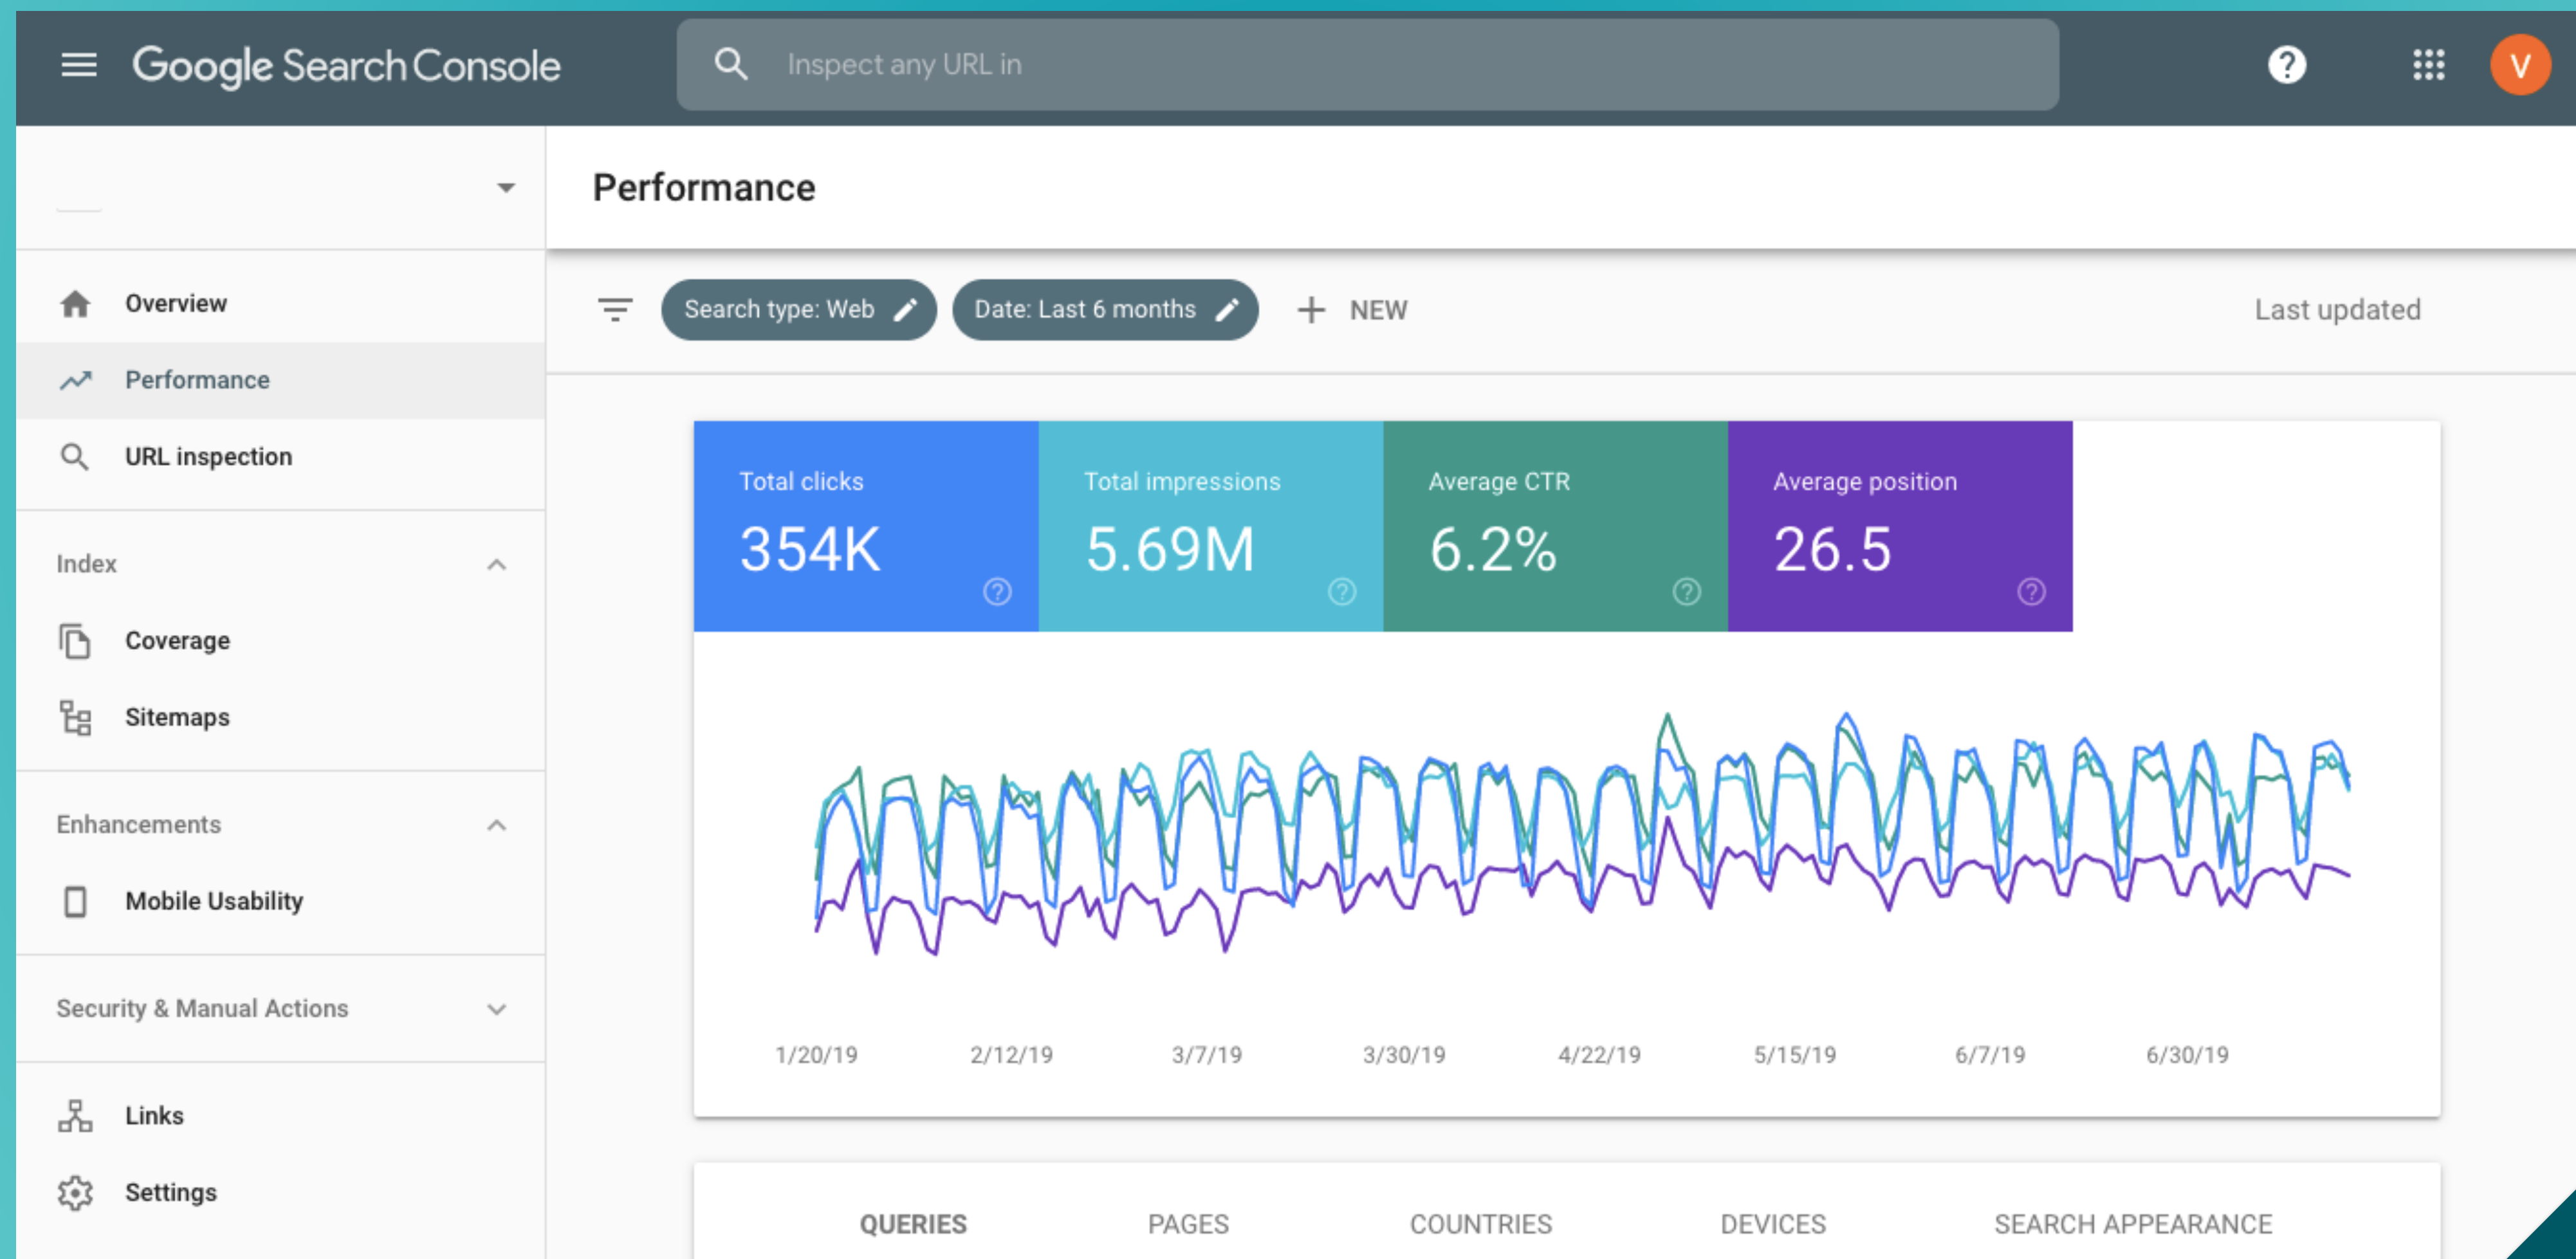 Google Search Console
Inspect any URL in
V
Performance
Overview
Performance
URL inspection
Index
Coverage
Sitemaps
Enhancements
Mobile Usability
Security & Manual Actions
Links
Settings
Search type: Web
Date: Last 6 months
+ NEW
Last updated
Total clicks
354K
Total impressions
5.69M
Average CTR
6.2%
Average position
26.5
1/20/19 2/12/19 3/7/19 3/30/19 4/22/19 5/15/19 6/7/19 6/30/19
QUERIES PAGES COUNTRIES DEVICES SEARCH APPEARANCE